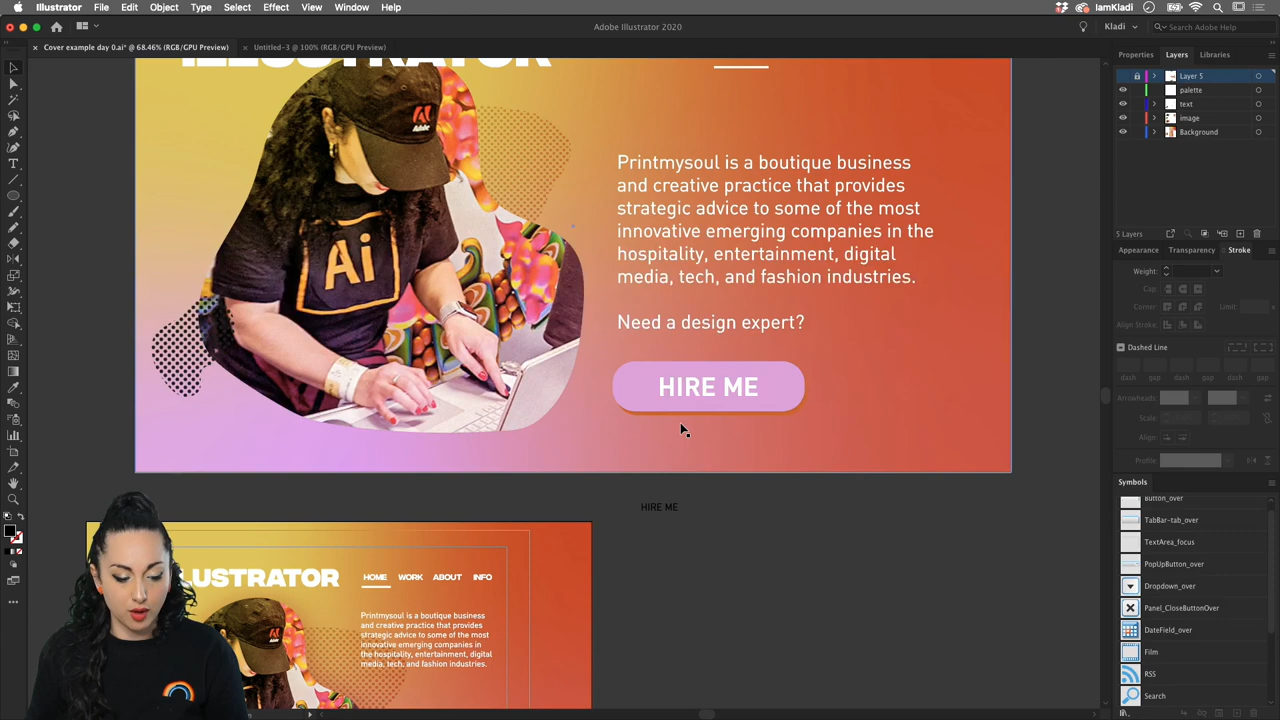 Illustrator File Edit Object Type Select Effect View Window Help
IamKladi
Adobe Illustrator 2020
Kladi
Search Adobe Help
Cover example day 0.ai* @ 68.46% (RGB/GPU Preview)
Untitled-3 @ 100% (RGB/GPU Preview)
Properties Layers Libraries
Layer 5
palette
text
image
Background
5 Layers
Appearance Transparency Stroke
Weight:
Cap:
Corner: Limit:
Align Stroke:
Dashed Line
dash gap dash gap dash gap
Arrowheads:
Scale:
Align:
Profile:
Symbols
Button_over
TabBar-tab_over
TextArea_focus
PopUpButton_over
Dropdown_over
Panel_CloseButtonOver
DateField_over
Film
RSS
Search
ILLUSTRATOR
Adobe
Ai
Printmysoul is a boutique business
and creative practice that provides
strategic advice to some of the most
innovative emerging companies in the
hospitality, entertainment, digital
media, tech, and fashion industries.
Need a design expert?
HIRE ME
HIRE ME
LUSTRATOR
HOME WORK ABOUT INFO
Printmysoul is a boutique business
and creative practice that provides
strategic advice to some of the most
innovative emerging companies in
the hospitality, entertainment, digital
media, tech, and fashion industries.